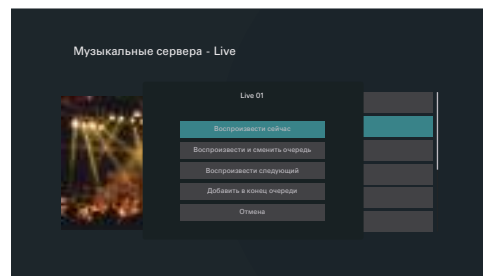 Музыкальные сервера - Live
Live 01
Воспроизвести сейчас
Воспроизвести и сменить очередь
Воспроизвести следующий
Добавить в конец очереди
Отмена